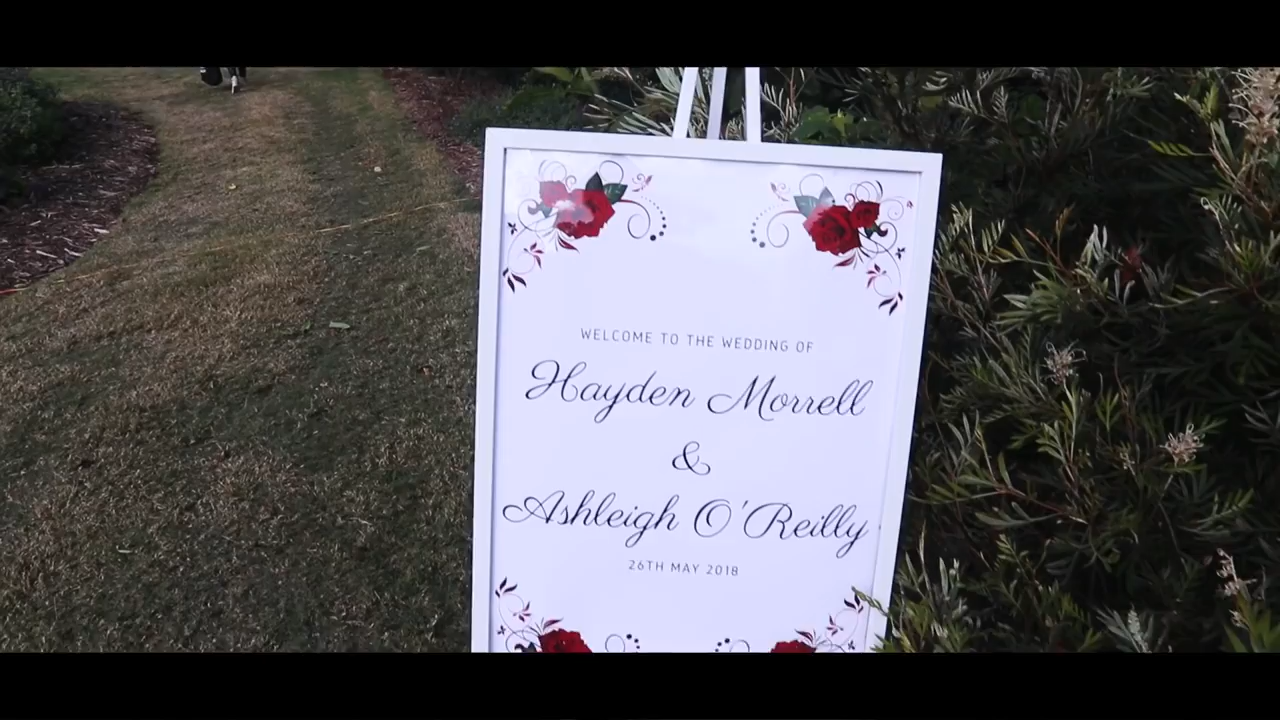 WELCOME TO THE WEDDING OF
Hayden Morrell
&
Ashleigh O'Reilly
26TH MAY 2018